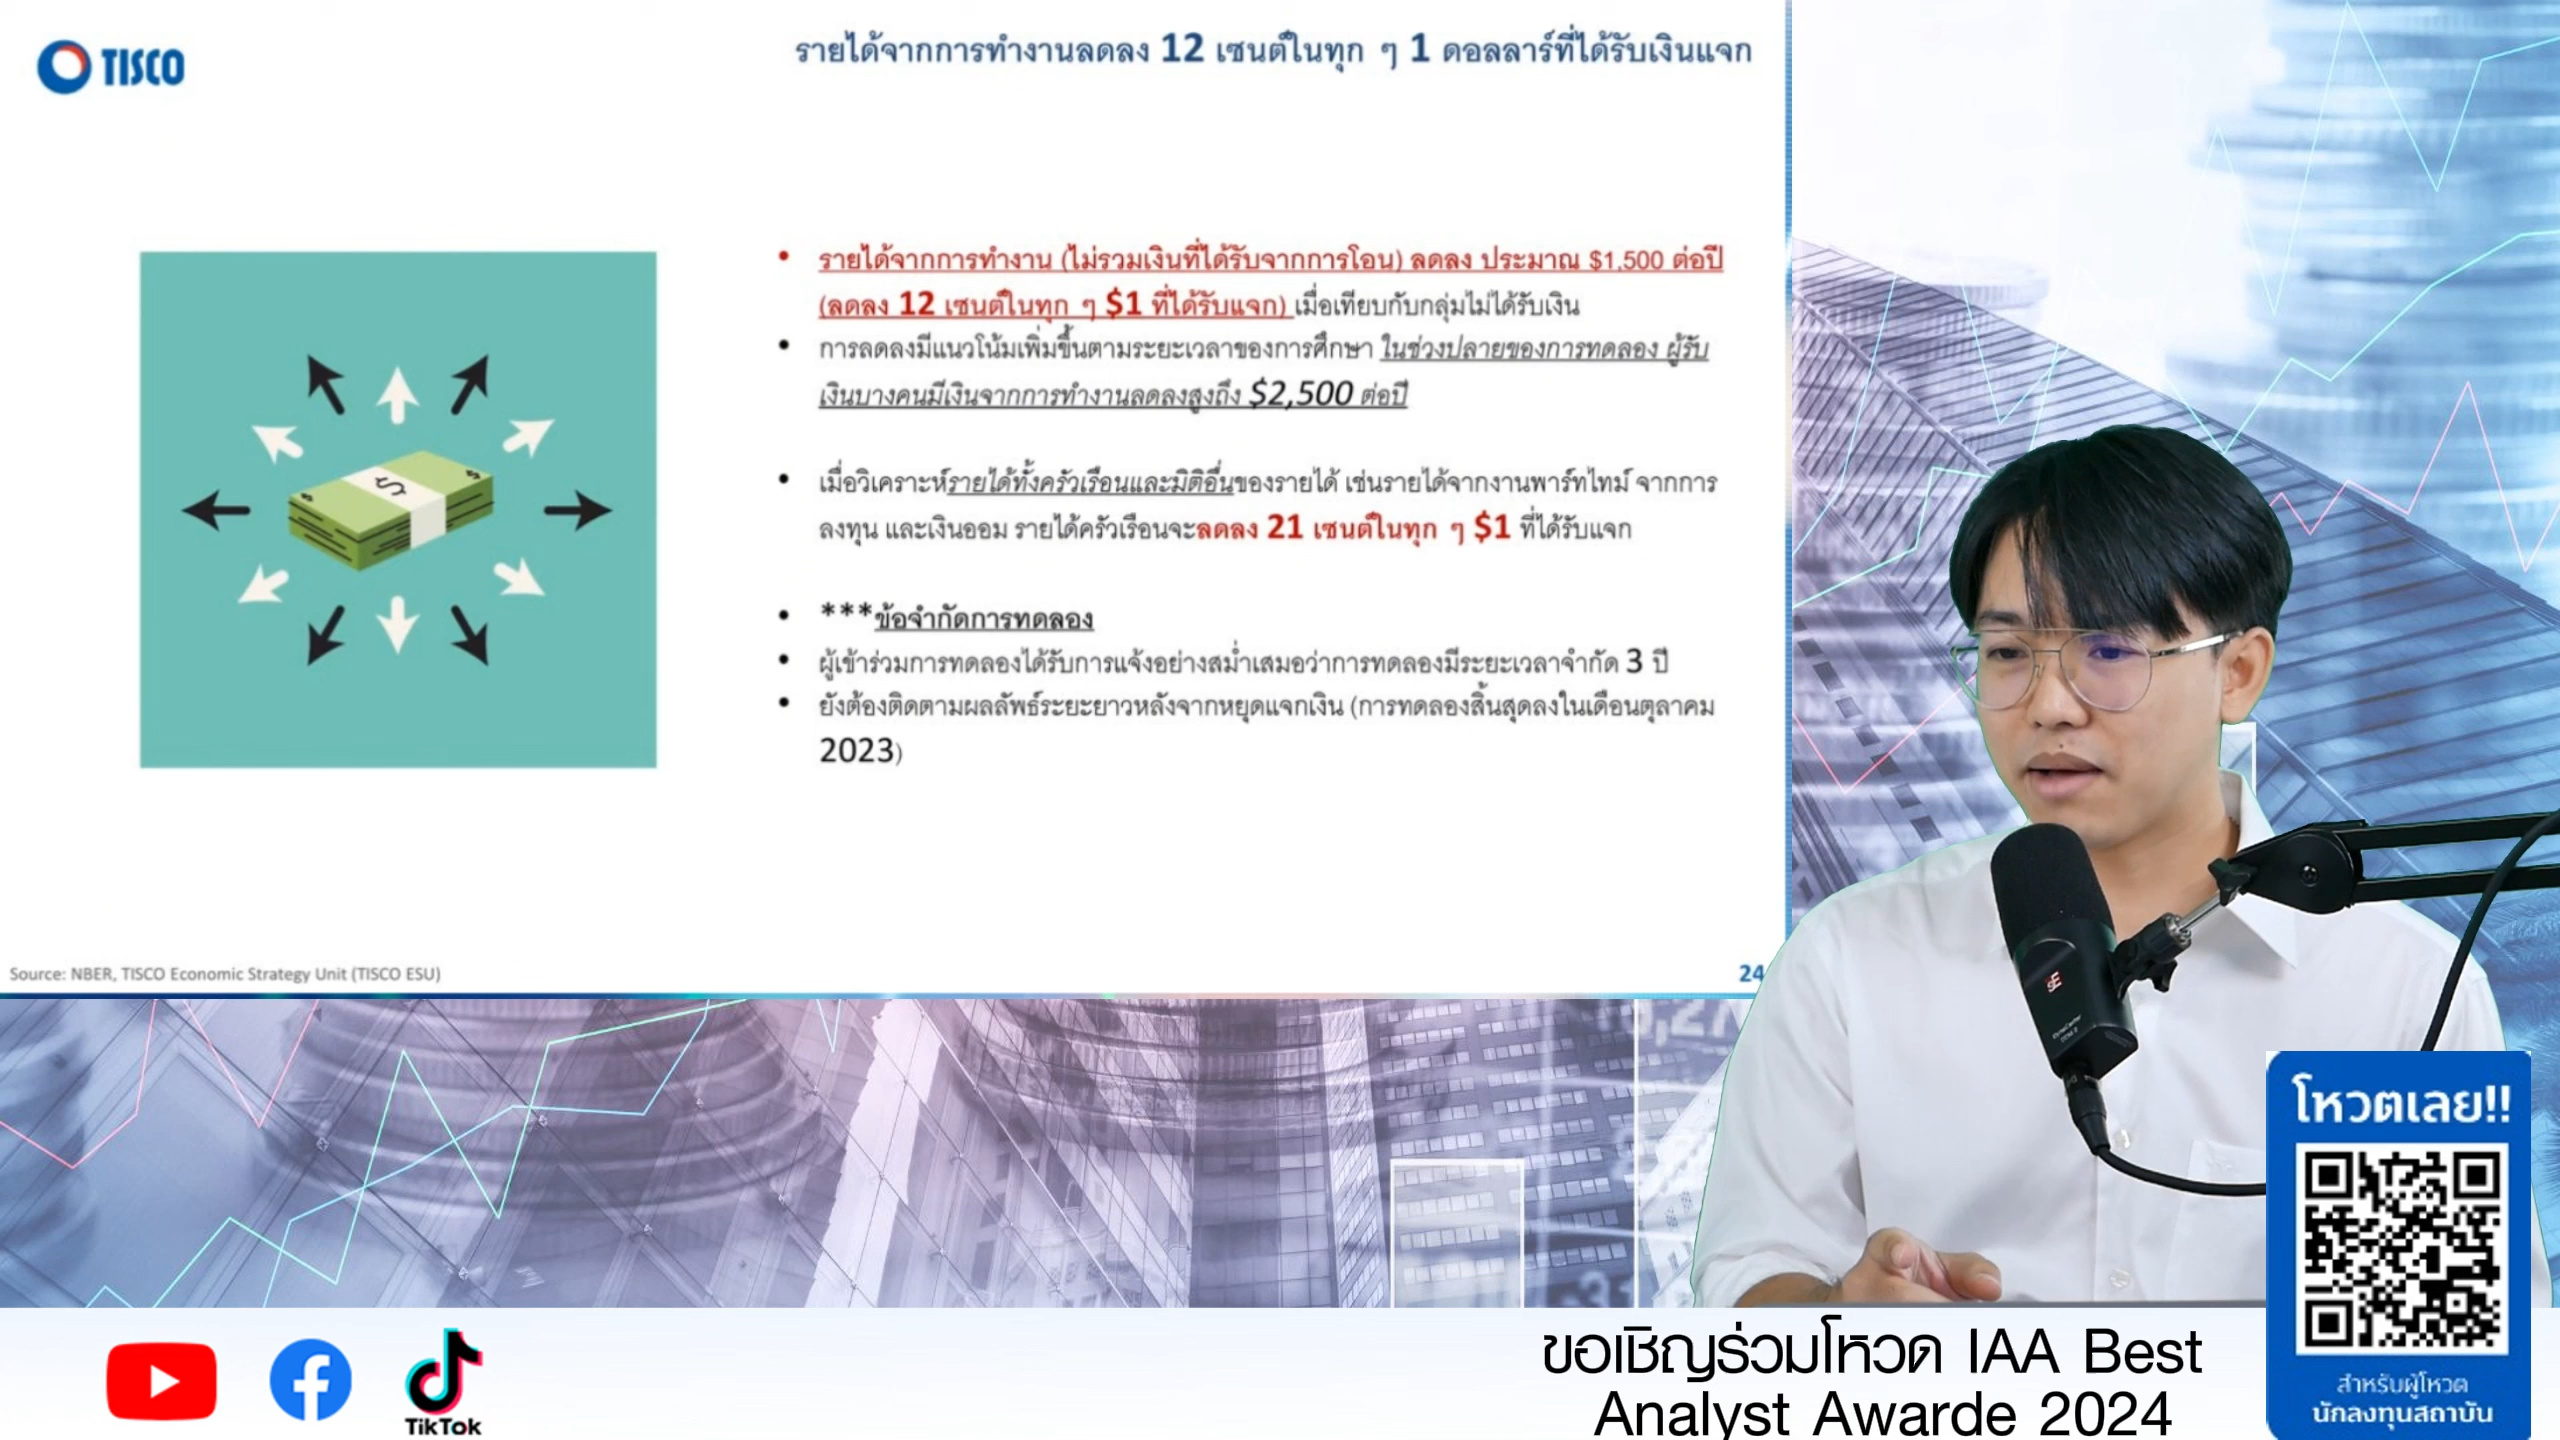 TISCO
รายได้จากการทำงานลดลง 12 เซนต์ในทุก ๆ 1 ดอลลาร์ที่ได้รับเงินแจก
• รายได้จากการทำงาน (ไม่รวมเงินที่ได้รับจากการโอน) ลดลง ประมาณ $1,500 ต่อปี
(ลดลง 12 เซนต์ในทุก ๆ $1 ที่ได้รับแจก) เมื่อเทียบกับกลุ่มไม่ได้รับเงิน
• การลดลงมีแนวโน้มเพิ่มขึ้นตามระยะเวลาของการศึกษา ในช่วงปลายของการทดลอง ผู้รับ
เงินบางคนมีเงินจากการทำงานลดลงสูงถึง $2,500 ต่อปี
• เมื่อวิเคราะห์รายได้ทั้งครัวเรือนและมิติอื่นของรายได้ เช่นรายได้จากงานพาร์ทไทม์ จากการ
ลงทุน และเงินออม รายได้ครัวเรือนจะลดลง 21 เซนต์ในทุก ๆ $1 ที่ได้รับแจก
• ***ข้อจำกัดการทดลอง
• ผู้เข้าร่วมการทดลองได้รับการแจ้งอย่างสม่ำเสมอว่าการทดลองมีระยะเวลาจำกัด 3 ปี
• ยังต้องติดตามผลลัพธ์ระยะยาวหลังจากหยุดแจกเงิน (การทดลองสิ้นสุดลงในเดือนตุลาคม
2023)
Source: NBER, TISCO Economic Strategy Unit (TISCO ESU)
24
sE
โหวตเลย!!
สำหรับผู้โหวต
นักลงทุนสถาบัน
ขอเชิญร่วมโหวด IAA Best
Analyst Awarde 2024
TikTok